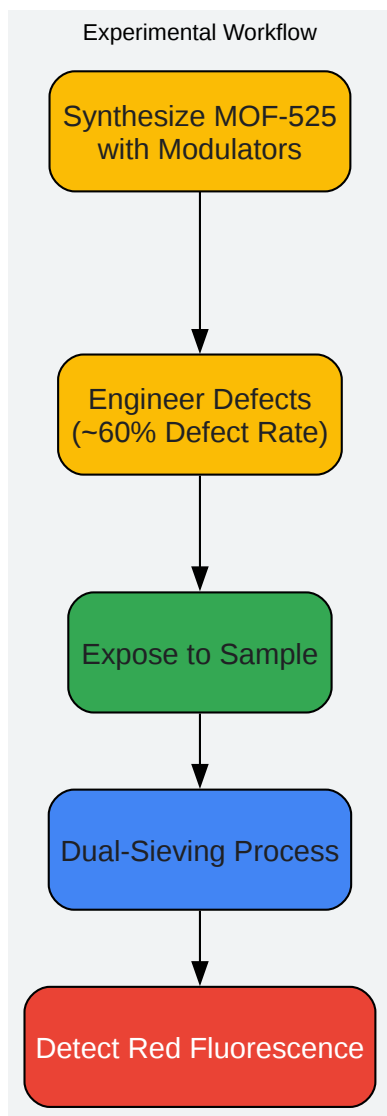 Experimental Workflow
Synthesize MOF-525
with Modulators
Engineer Defects
(~60% Defect Rate)
Expose to Sample
Dual-Sieving Process
Detect Red Fluorescence